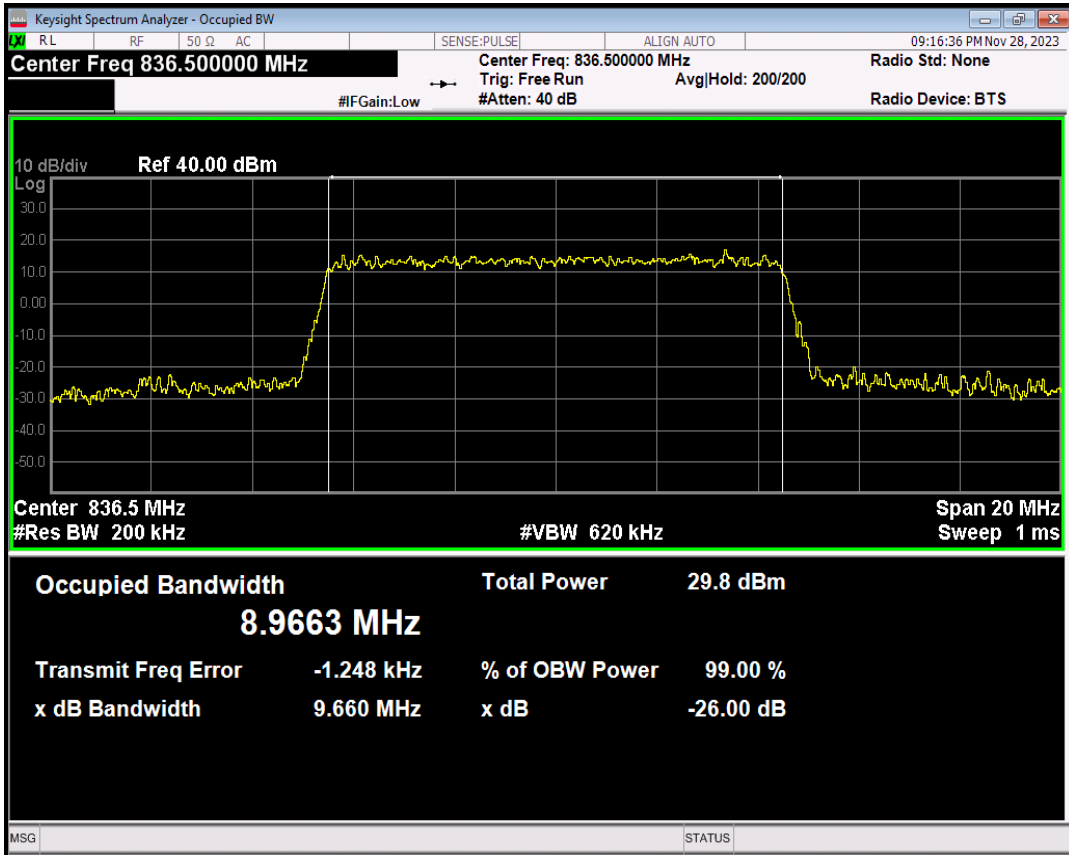 Keysight Spectrum Analyzer - Occupied BW
LXI RL RF 50 Ω AC SENSE:PULSE ALIGN AUTO 09:16:36 PM Nov 28, 2023
Center Freq 836.500000 MHz Center Freq: 836.500000 MHz Radio Std: None
Trig: Free Run Avg|Hold: 200/200
#IFGain:Low #Atten: 40 dB Radio Device: BTS
10 dB/div Ref 40.00 dBm
Log
30.0
20.0
10.0
0.00
-10.0
-20.0
-30.0
-40.0
-50.0
Center 836.5 MHz Span 20 MHz
#Res BW 200 kHz #VBW 620 kHz Sweep 1 ms
Occupied Bandwidth Total Power 29.8 dBm
8.9663 MHz
Transmit Freq Error -1.248 kHz % of OBW Power 99.00 %
x dB Bandwidth 9.660 MHz x dB -26.00 dB
MSG STATUS